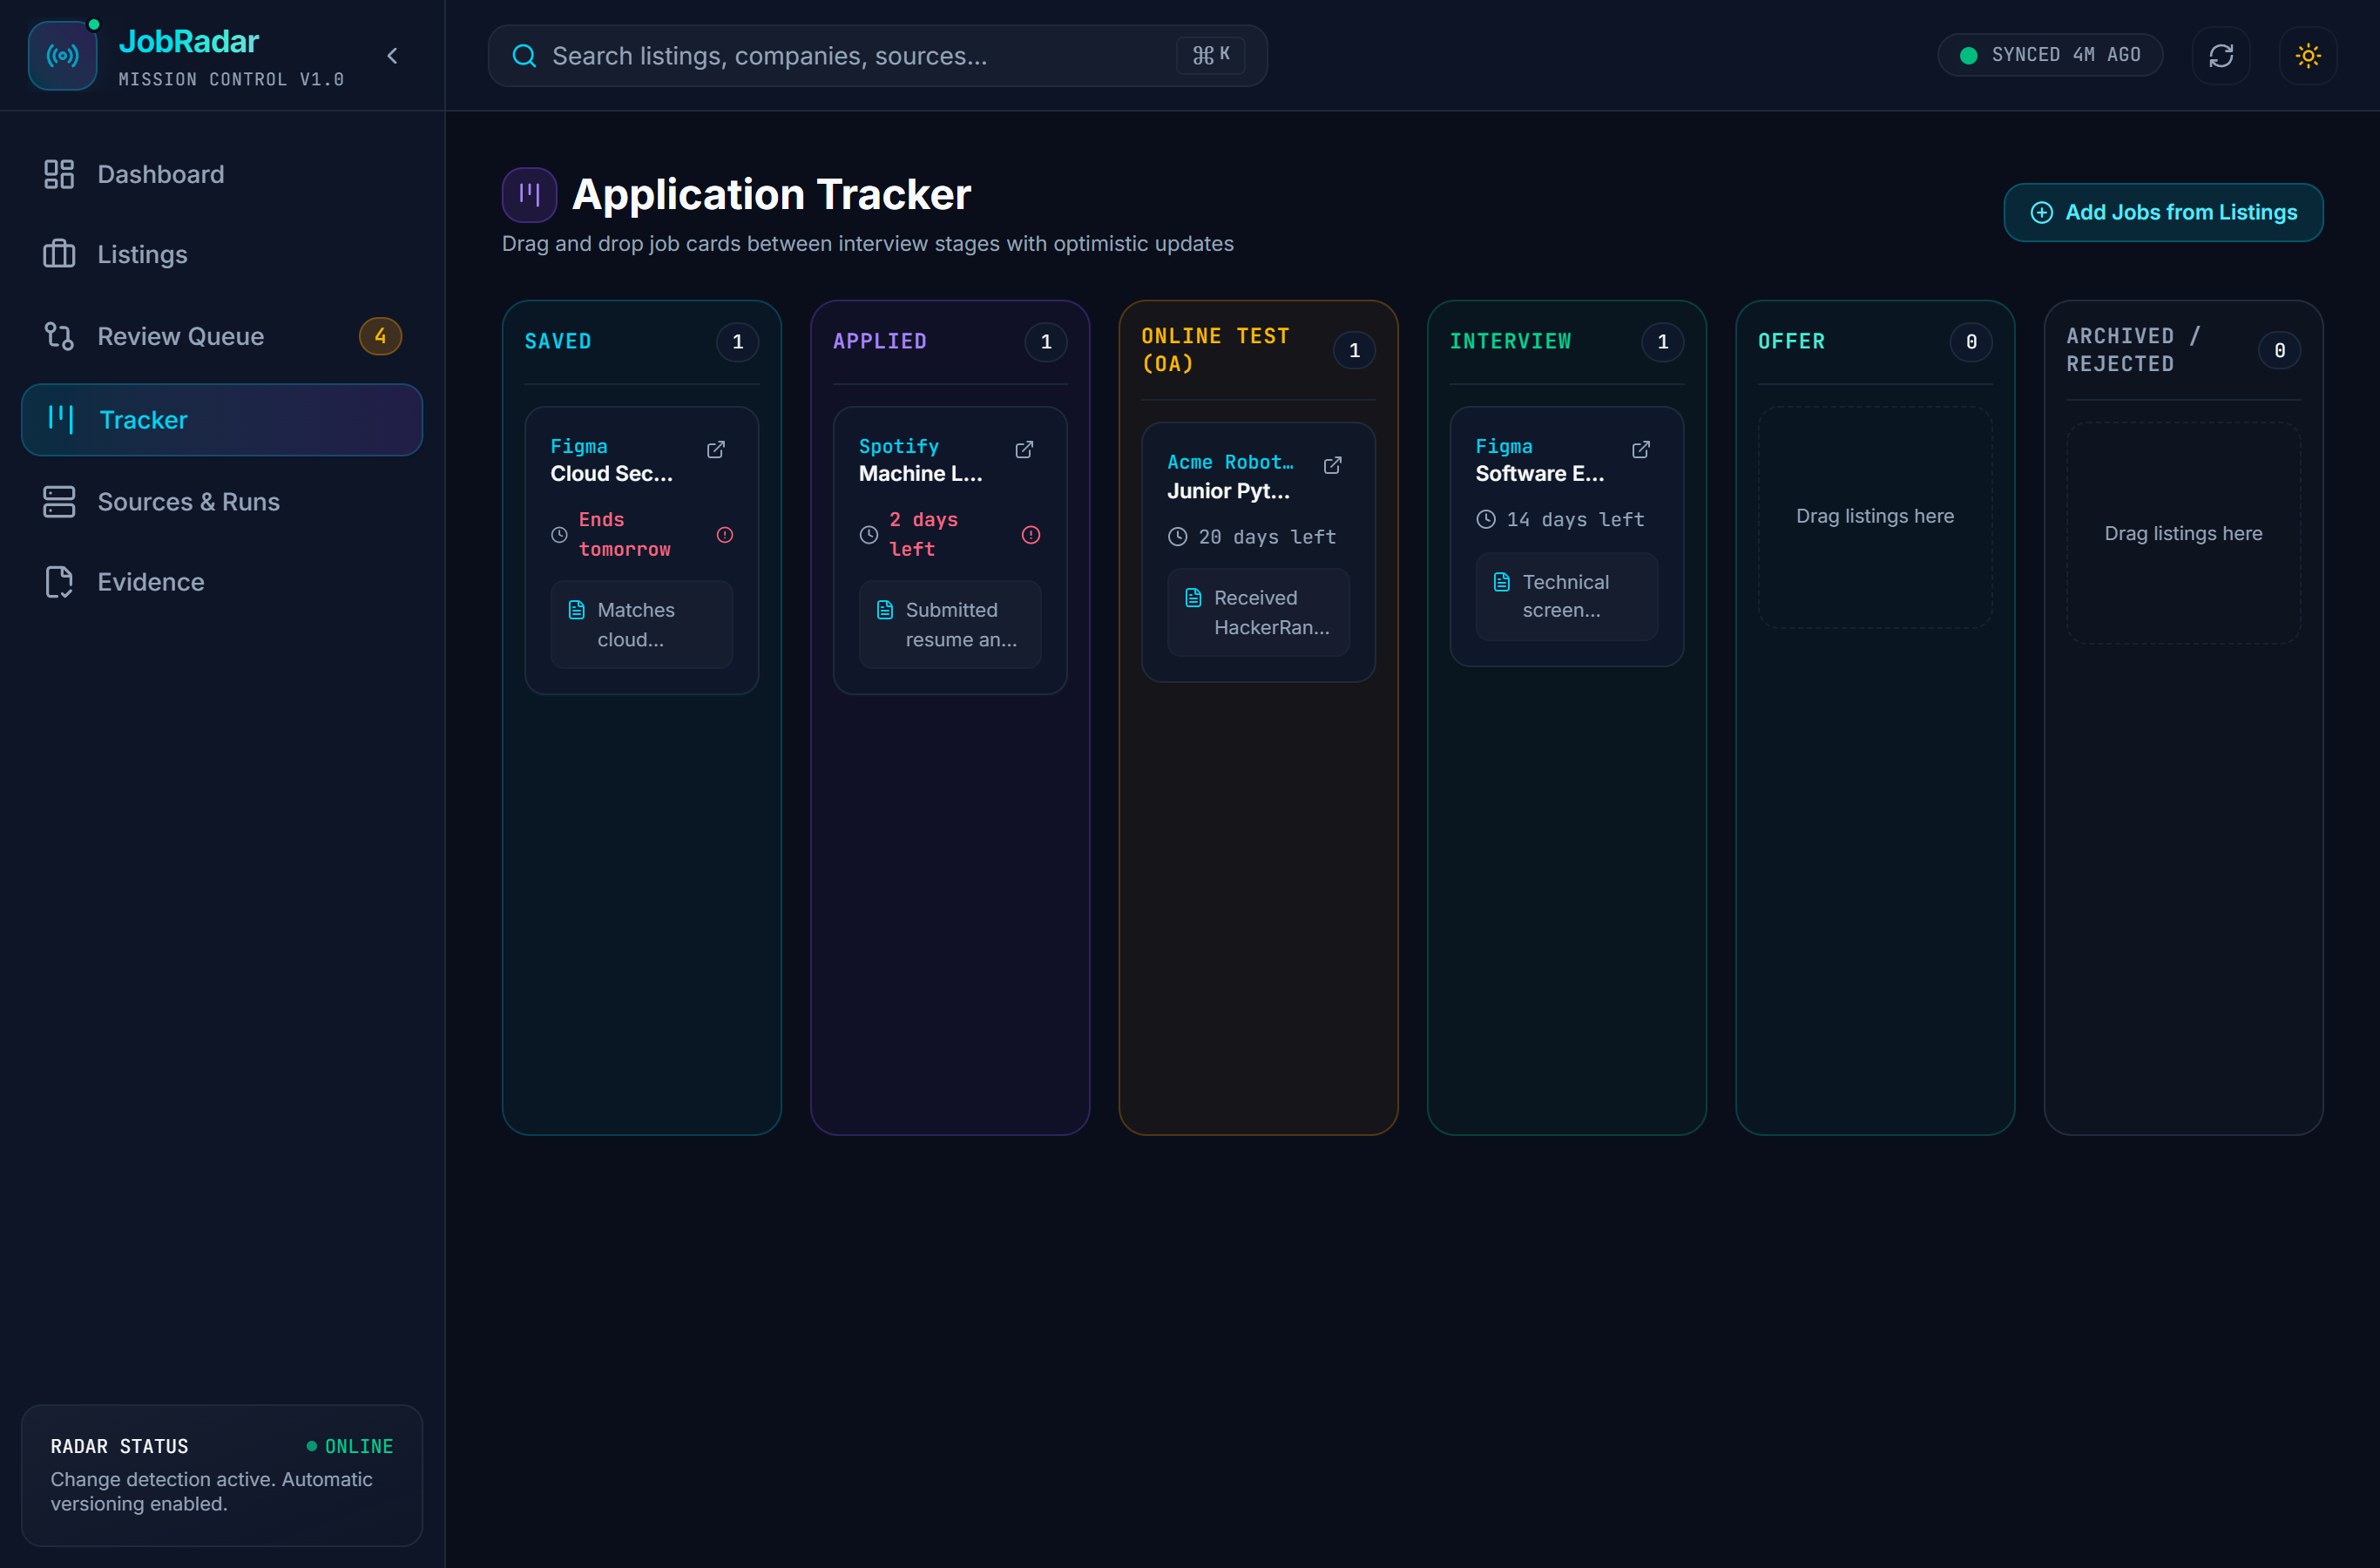 JobRadar
MISSION CONTROL V1.0
Search listings, companies, sources...
⌘K
SYNCED 4M AGO
Dashboard
Listings
Review Queue
4
Tracker
Sources & Runs
Evidence
RADAR STATUS
ONLINE
Change detection active. Automatic
versioning enabled.
Application Tracker
Drag and drop job cards between interview stages with optimistic updates
Add Jobs from Listings
SAVED
1
Figma
Cloud Sec...
Ends
tomorrow
Matches
cloud...
APPLIED
1
Spotify
Machine L...
2 days
left
Submitted
resume an...
ONLINE TEST
(OA)
1
Acme Robot…
Junior Pyt...
20 days left
Received
HackerRan...
INTERVIEW
1
Figma
Software E...
14 days left
Technical
screen...
OFFER
0
Drag listings here
ARCHIVED /
REJECTED
0
Drag listings here